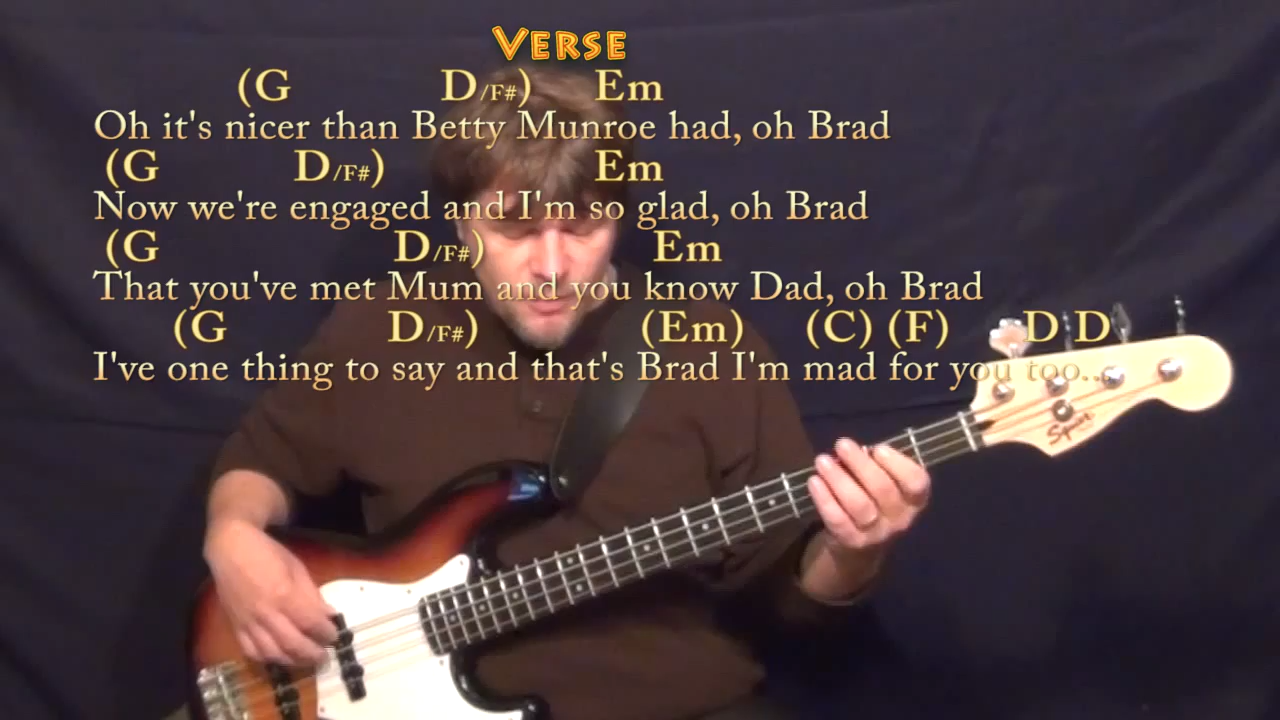 VERSE
(G D/F#) Em
Oh it's nicer than Betty Munroe had, oh Brad
(G D/F#) Em
Now we're engaged and I'm so glad, oh Brad
(G D/F#) Em
That you've met Mum and you know Dad, oh Brad
(G D/F#) (Em) (C) (F) D D
I've one thing to say and that's Brad I'm mad for you too...
Squier